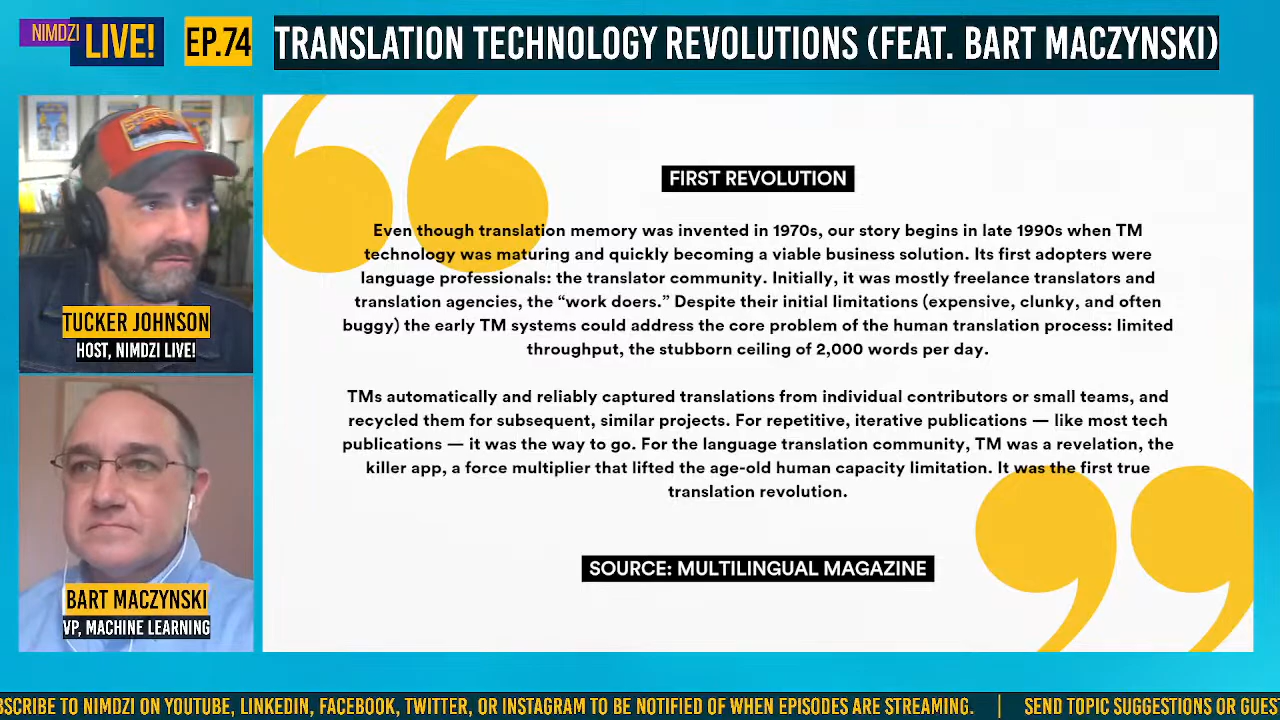 NIMDZI
LIVE!
EP.74
TRANSLATION TECHNOLOGY REVOLUTIONS (FEAT. BART MACZYNSKI)
TUCKER JOHNSON
HOST, NIMDZI LIVE!
BART MACZYNSKI
VP, MACHINE LEARNING
FIRST REVOLUTION
Even though translation memory was invented in 1970s, our story begins in late 1990s when TM
technology was maturing and quickly becoming a viable business solution. Its first adopters were
language professionals: the translator community. Initially, it was mostly freelance translators and
translation agencies, the “work doers.” Despite their initial limitations (expensive, clunky, and often
buggy) the early TM systems could address the core problem of the human translation process: limited
throughput, the stubborn ceiling of 2,000 words per day.
TMs automatically and reliably captured translations from individual contributors or small teams, and
recycled them for subsequent, similar projects. For repetitive, iterative publications — like most tech
publications — it was the way to go. For the language translation community, TM was a revelation, the
killer app, a force multiplier that lifted the age-old human capacity limitation. It was the first true
translation revolution.
SOURCE: MULTILINGUAL MAGAZINE
BSCRIBE TO NIMDZI ON YOUTUBE, LINKEDIN, FACEBOOK, TWITTER, OR INSTAGRAM TO BE NOTIFIED OF WHEN EPISODES ARE STREAMING. | SEND TOPIC SUGGESTIONS OR GUES